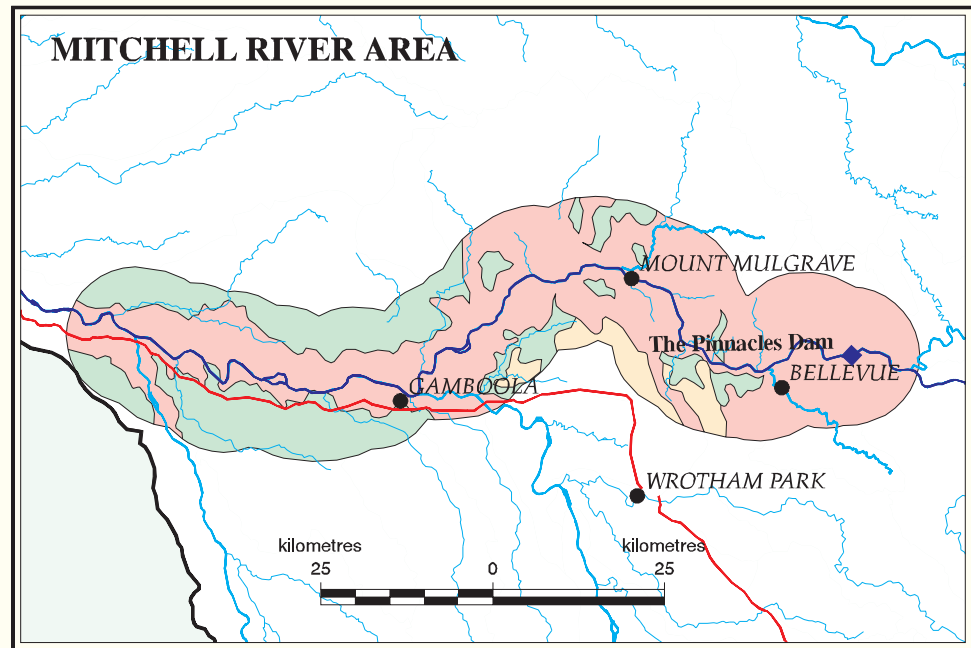 MITCHELL RIVER AREA
MOUNT MULGRAVE
The Pinnacles Dam
BELLEVUE
GAMBOOLA
WROTHAM PARK
kilometres kilometres
25 0 25